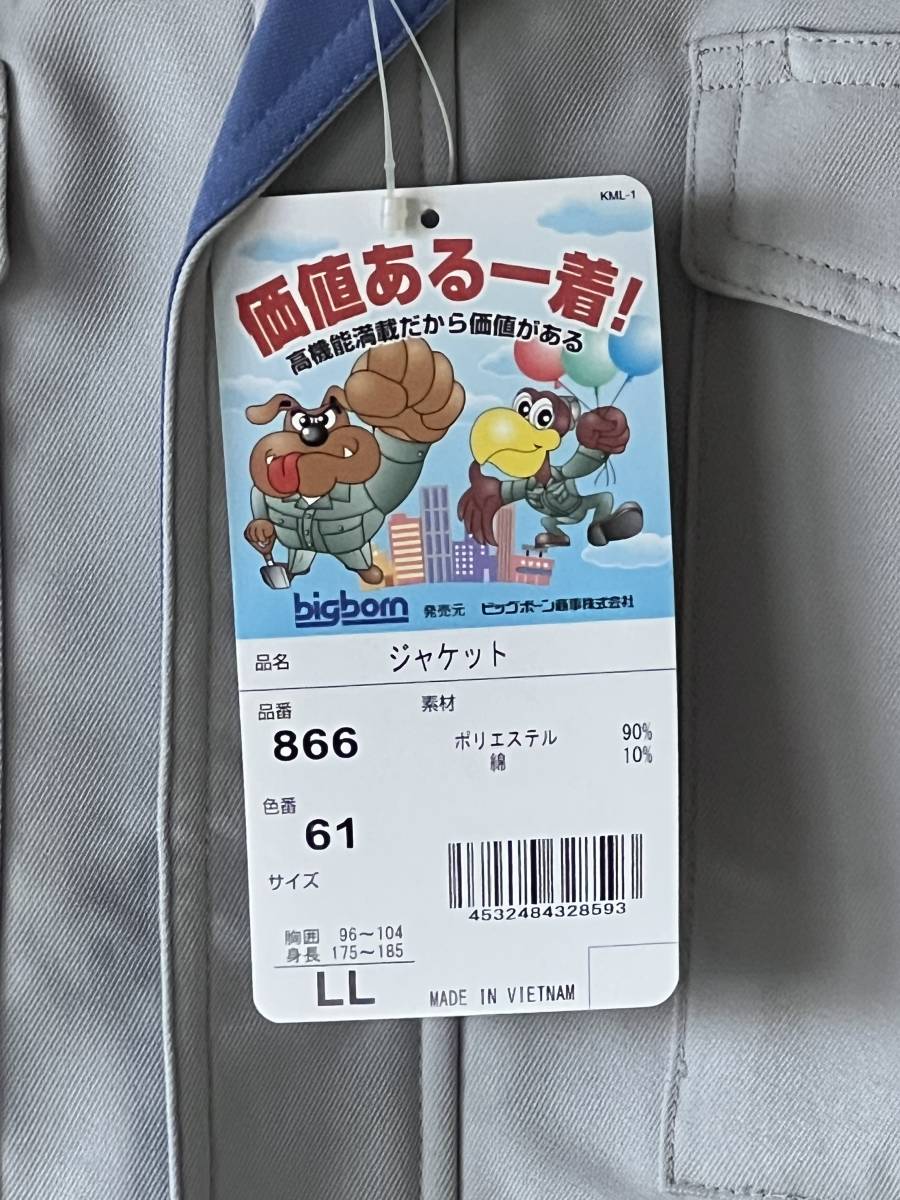 KML-1
価値ある一着!
高機能満載だから価値がある
bigborn 発売元 ビッグボーン商事株式会社
品名 ジャケット
品番 素材
866 ポリエステル 90%
綿 10%
色番
61
サイズ
4532484328593
胸囲 96～104
身長 175～185
LL MADE IN VIETNAM